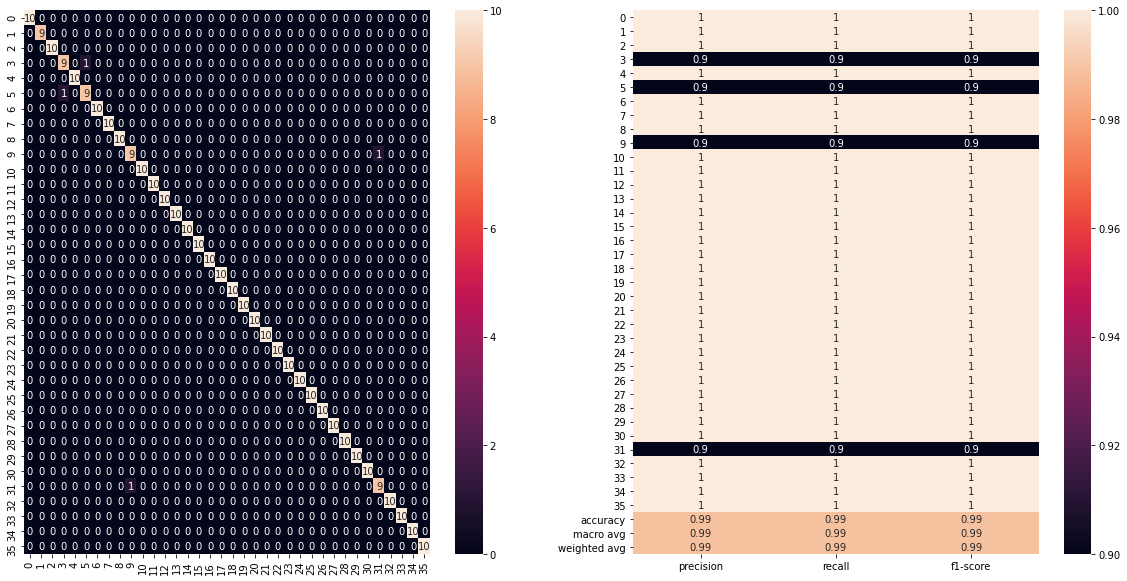 0 10 0 0 0 0 0 0 0 0 0 0 0 0 0 0 0 0 0 0 0 0 0 0 0 0 0 0 0 0 0 0 0 0 0 0 0
1 0 9 0 0 0 0 0 0 0 0 0 0 0 0 0 0 0 0 0 0 0 0 0 0 0 0 0 0 0 0 0 0 0 0 0 0
2 0 0 10 0 0 0 0 0 0 0 0 0 0 0 0 0 0 0 0 0 0 0 0 0 0 0 0 0 0 0 0 0 0 0 0 0
3 0 0 0 9 0 1 0 0 0 0 0 0 0 0 0 0 0 0 0 0 0 0 0 0 0 0 0 0 0 0 0 0 0 0 0 0
4 0 0 0 0 10 0 0 0 0 0 0 0 0 0 0 0 0 0 0 0 0 0 0 0 0 0 0 0 0 0 0 0 0 0 0 0
5 0 0 0 1 0 9 0 0 0 0 0 0 0 0 0 0 0 0 0 0 0 0 0 0 0 0 0 0 0 0 0 0 0 0 0 0
6 0 0 0 0 0 0 10 0 0 0 0 0 0 0 0 0 0 0 0 0 0 0 0 0 0 0 0 0 0 0 0 0 0 0 0 0
7 0 0 0 0 0 0 0 10 0 0 0 0 0 0 0 0 0 0 0 0 0 0 0 0 0 0 0 0 0 0 0 0 0 0 0 0
8 0 0 0 0 0 0 0 0 10 0 0 0 0 0 0 0 0 0 0 0 0 0 0 0 0 0 0 0 0 0 0 0 0 0 0 0
9 0 0 0 0 0 0 0 0 0 9 0 0 0 0 0 0 0 0 0 0 0 0 0 0 0 0 0 0 0 0 0 1 0 0 0 0
10 0 0 0 0 0 0 0 0 0 0 10 0 0 0 0 0 0 0 0 0 0 0 0 0 0 0 0 0 0 0 0 0 0 0 0 0
11 0 0 0 0 0 0 0 0 0 0 0 10 0 0 0 0 0 0 0 0 0 0 0 0 0 0 0 0 0 0 0 0 0 0 0 0
12 0 0 0 0 0 0 0 0 0 0 0 0 10 0 0 0 0 0 0 0 0 0 0 0 0 0 0 0 0 0 0 0 0 0 0 0
13 0 0 0 0 0 0 0 0 0 0 0 0 0 10 0 0 0 0 0 0 0 0 0 0 0 0 0 0 0 0 0 0 0 0 0 0
14 0 0 0 0 0 0 0 0 0 0 0 0 0 0 10 0 0 0 0 0 0 0 0 0 0 0 0 0 0 0 0 0 0 0 0 0
15 0 0 0 0 0 0 0 0 0 0 0 0 0 0 0 10 0 0 0 0 0 0 0 0 0 0 0 0 0 0 0 0 0 0 0 0
16 0 0 0 0 0 0 0 0 0 0 0 0 0 0 0 0 10 0 0 0 0 0 0 0 0 0 0 0 0 0 0 0 0 0 0 0
17 0 0 0 0 0 0 0 0 0 0 0 0 0 0 0 0 0 10 0 0 0 0 0 0 0 0 0 0 0 0 0 0 0 0 0 0
18 0 0 0 0 0 0 0 0 0 0 0 0 0 0 0 0 0 0 10 0 0 0 0 0 0 0 0 0 0 0 0 0 0 0 0 0
19 0 0 0 0 0 0 0 0 0 0 0 0 0 0 0 0 0 0 0 10 0 0 0 0 0 0 0 0 0 0 0 0 0 0 0 0
20 0 0 0 0 0 0 0 0 0 0 0 0 0 0 0 0 0 0 0 0 10 0 0 0 0 0 0 0 0 0 0 0 0 0 0 0
21 0 0 0 0 0 0 0 0 0 0 0 0 0 0 0 0 0 0 0 0 0 10 0 0 0 0 0 0 0 0 0 0 0 0 0 0
22 0 0 0 0 0 0 0 0 0 0 0 0 0 0 0 0 0 0 0 0 0 0 10 0 0 0 0 0 0 0 0 0 0 0 0 0
23 0 0 0 0 0 0 0 0 0 0 0 0 0 0 0 0 0 0 0 0 0 0 0 10 0 0 0 0 0 0 0 0 0 0 0 0
24 0 0 0 0 0 0 0 0 0 0 0 0 0 0 0 0 0 0 0 0 0 0 0 0 10 0 0 0 0 0 0 0 0 0 0 0
25 0 0 0 0 0 0 0 0 0 0 0 0 0 0 0 0 0 0 0 0 0 0 0 0 0 10 0 0 0 0 0 0 0 0 0 0
26 0 0 0 0 0 0 0 0 0 0 0 0 0 0 0 0 0 0 0 0 0 0 0 0 0 0 10 0 0 0 0 0 0 0 0 0
27 0 0 0 0 0 0 0 0 0 0 0 0 0 0 0 0 0 0 0 0 0 0 0 0 0 0 0 10 0 0 0 0 0 0 0 0
28 0 0 0 0 0 0 0 0 0 0 0 0 0 0 0 0 0 0 0 0 0 0 0 0 0 0 0 0 10 0 0 0 0 0 0 0
29 0 0 0 0 0 0 0 0 0 0 0 0 0 0 0 0 0 0 0 0 0 0 0 0 0 0 0 0 0 10 0 0 0 0 0 0
30 0 0 0 0 0 0 0 0 0 0 0 0 0 0 0 0 0 0 0 0 0 0 0 0 0 0 0 0 0 0 10 0 0 0 0 0
31 0 0 0 0 0 0 0 0 0 1 0 0 0 0 0 0 0 0 0 0 0 0 0 0 0 0 0 0 0 0 0 9 0 0 0 0
32 0 0 0 0 0 0 0 0 0 0 0 0 0 0 0 0 0 0 0 0 0 0 0 0 0 0 0 0 0 0 0 0 10 0 0 0
33 0 0 0 0 0 0 0 0 0 0 0 0 0 0 0 0 0 0 0 0 0 0 0 0 0 0 0 0 0 0 0 0 0 10 0 0
34 0 0 0 0 0 0 0 0 0 0 0 0 0 0 0 0 0 0 0 0 0 0 0 0 0 0 0 0 0 0 0 0 0 0 10 0
35 0 0 0 0 0 0 0 0 0 0 0 0 0 0 0 0 0 0 0 0 0 0 0 0 0 0 0 0 0 0 0 0 0 0 0 10
0 1 2 3 4 5 6 7 8 9 10 11 12 13 14 15 16 17 18 19 20 21 22 23 24 25 26 27 28 29 30 31 32 33 34 35
10
8
6
4
2
0
0 1 1 1
1 1 1 1
2 1 1 1
3 0.9 0.9 0.9
4 1 1 1
5 0.9 0.9 0.9
6 1 1 1
7 1 1 1
8 1 1 1
9 0.9 0.9 0.9
10 1 1 1
11 1 1 1
12 1 1 1
13 1 1 1
14 1 1 1
15 1 1 1
16 1 1 1
17 1 1 1
18 1 1 1
19 1 1 1
20 1 1 1
21 1 1 1
22 1 1 1
23 1 1 1
24 1 1 1
25 1 1 1
26 1 1 1
27 1 1 1
28 1 1 1
29 1 1 1
30 1 1 1
31 0.9 0.9 0.9
32 1 1 1
33 1 1 1
34 1 1 1
35 1 1 1
accuracy 0.99 0.99 0.99
macro avg 0.99 0.99 0.99
weighted avg 0.99 0.99 0.99
precision recall f1-score
1.00
0.98
0.96
0.94
0.92
0.90